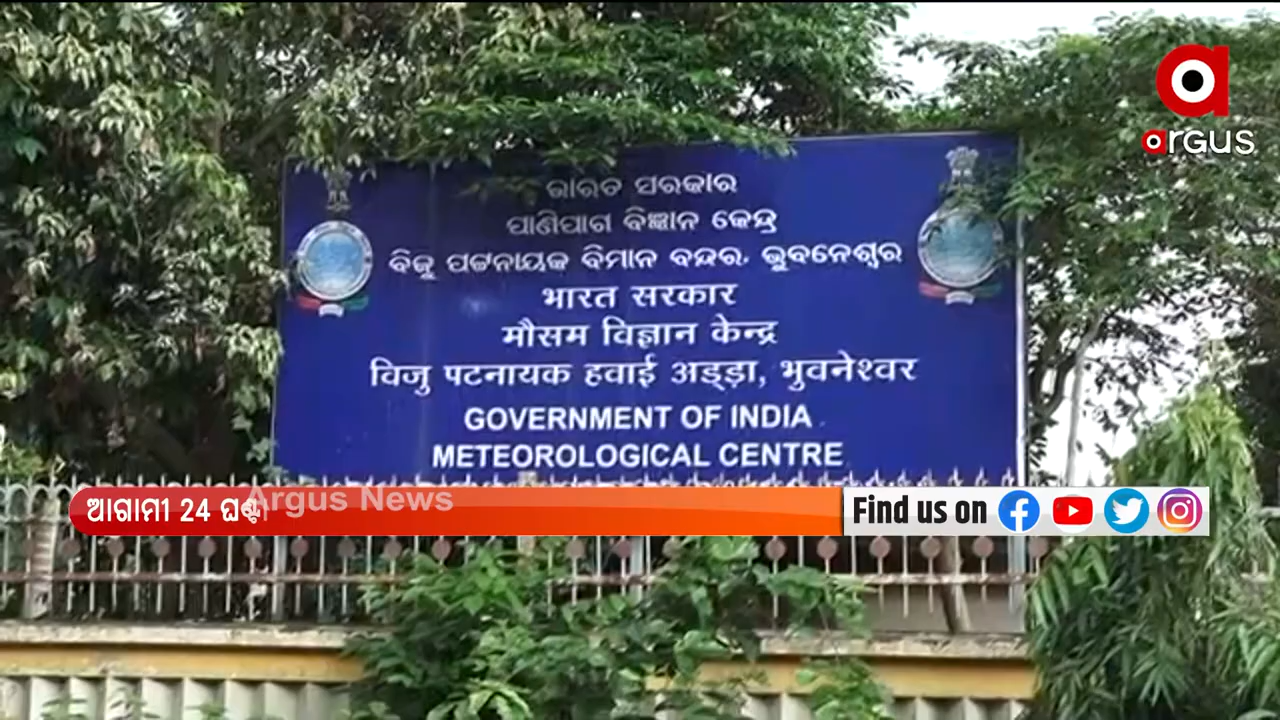 argus
ଭାରତ ସରକାର
ପାଣିପାଗ ବିଜ୍ଞାନ କେନ୍ଦ୍ର
ବିଜୁ ପଟ୍ଟନାୟକ ବିମାନ ବନ୍ଦର, ଭୁବନେଶ୍ୱର
भारत सरकार
मौसम विज्ञान केन्द्र
विजु पटनायक हवाई अड्ड़ा, भुवनेश्वर
GOVERNMENT OF INDIA
METEOROLOGICAL CENTRE
Argus News
ଆଗାମୀ 24 ଘଣ୍ଟା
Find us on